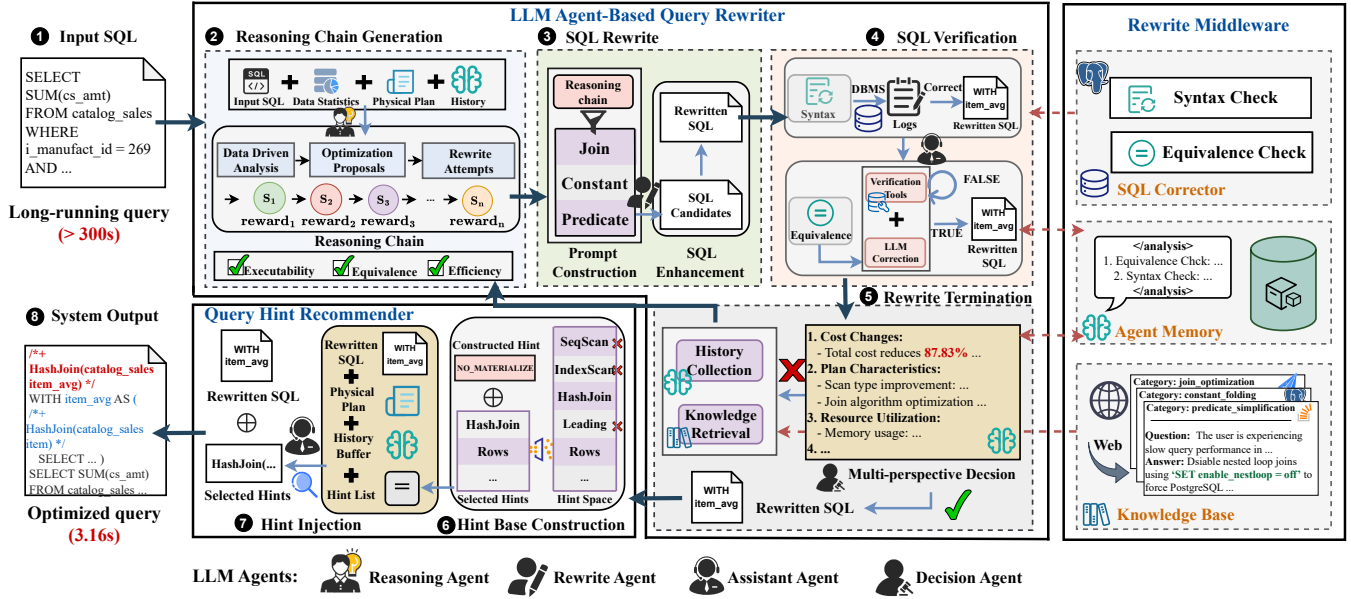 LLM Agent-Based Query Rewriter
Rewrite Middleware
1 Input SQL
SELECT
SUM(cs_amt)
FROM catalog_sales
WHERE
i_manufact_id = 269
AND ...
Long-running query
(> 300s)
2 Reasoning Chain Generation
SQL
Input SQL
Data Statistics
Physical Plan
History
Data Driven
Analysis
Optimization
Proposals
Rewrite
Attempts
S1
S2
S3
...
Sn
reward1
reward2
reward3
rewardn
Reasoning Chain
Executability
Equivalence
Efficiency
3 SQL Rewrite
Reasoning
chain
Join
Constant
Predicate
Prompt
Construction
Rewritten
SQL
SQL
Candidates
SQL
Enhancement
4 SQL Verification
Syntax
DBMS
Logs
Correct
WITH
item_avg
Rewritten SQL
Equivalence
Verification
Tools
LLM
Correction
FALSE
TRUE
WITH
item_avg
Rewritten
SQL
5 Rewrite Termination
History
Collection
Knowledge
Retrieval
1. Cost Changes:
- Total cost reduces 87.83% ...
2. Plan Characteristics:
- Scan type improvement: ...
- Join algorithm optimization ...
3. Resource Utilization:
- Memory usage: ...
4. ...
Multi-perspective Decsion
WITH
item_avg
Rewritten SQL
Syntax Check
Equivalence Check
SQL Corrector
</analysis>
1. Equivalence Chcek: ...
2. Syntax Check: ...
</analysis>
Agent Memory
Web
Category: join_optimization
Category: constant_folding
Category: predicate_simplification
Question: The user is experiencing
slow query performance in ...
Answer: Dsiable nested loop joins
using ‘SET enable_nestloop = off’ to
force PostgreSQL ...
Knowledge Base
Query Hint Recommender
6 Hint Base Construction
Constructed Hint
NO_MATERIALIZE
HashJoin
Rows
...
Selected Hints
SeqScan
IndexScan
HashJoin
Leading
Rows
...
Hint Space
7 Hint Injection
WITH
item_avg
Rewritten SQL
HashJoin(...
Selected Hints
Rewritten
SQL
WITH
item_avg
Physical
Plan
History
Buffer
Hint List
8 System Output
/*+
HashJoin(catalog_sales
item_avg) */
WITH item_avg AS (
/*+
HashJoin(catalog_sales
item) */
SELECT ... )
SELECT SUM(cs_amt)
FROM catalog_sales ...
Optimized query
(3.16s)
LLM Agents:
Reasoning Agent
Rewrite Agent
Assistant Agent
Decision Agent